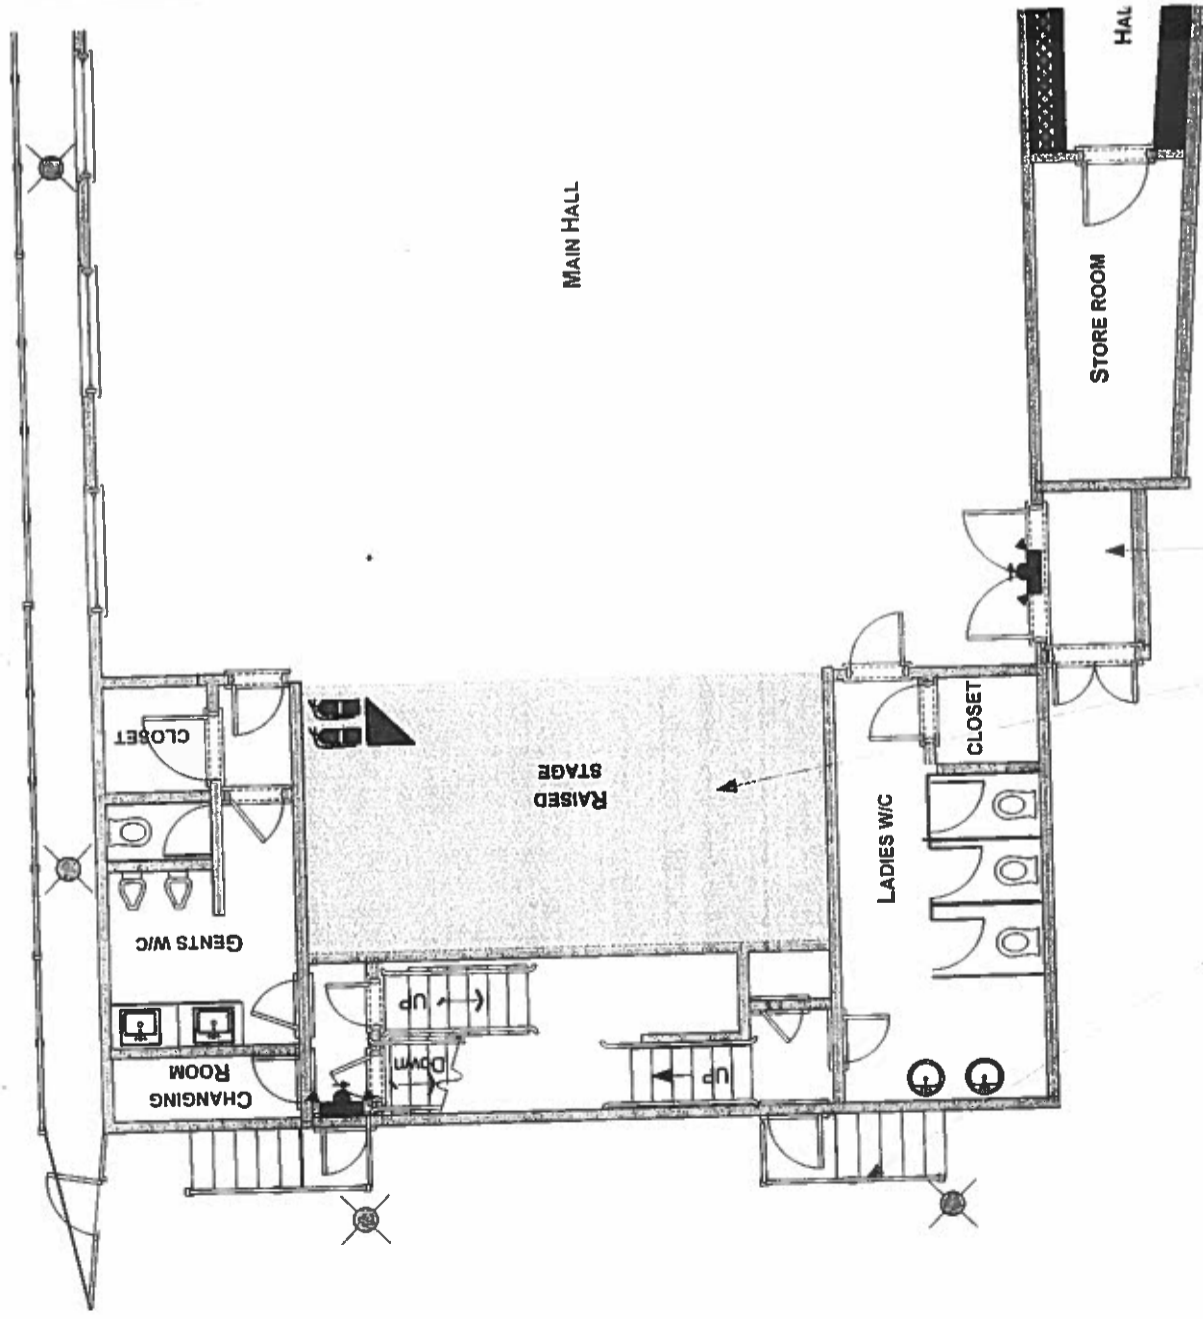 HAL
MAIN HALL
STORE ROOM
CLOSET
CLOSET
RAISED
STAGE
LADIES W/C
GENTS W/C
UP
DOWN
UP
CHANGING
ROOM